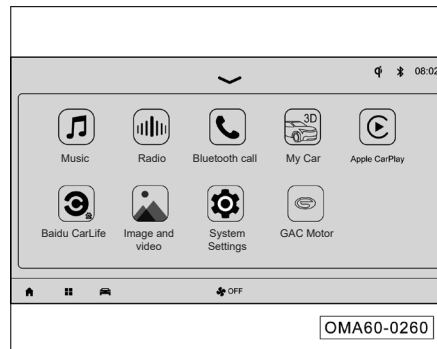 08:02
3D
Music
Radio
Bluetooth call
My Car
Apple CarPlay
Baidu CarLife
Image and
video
System
Settings
GAC Motor
OFF
OMA60-0260